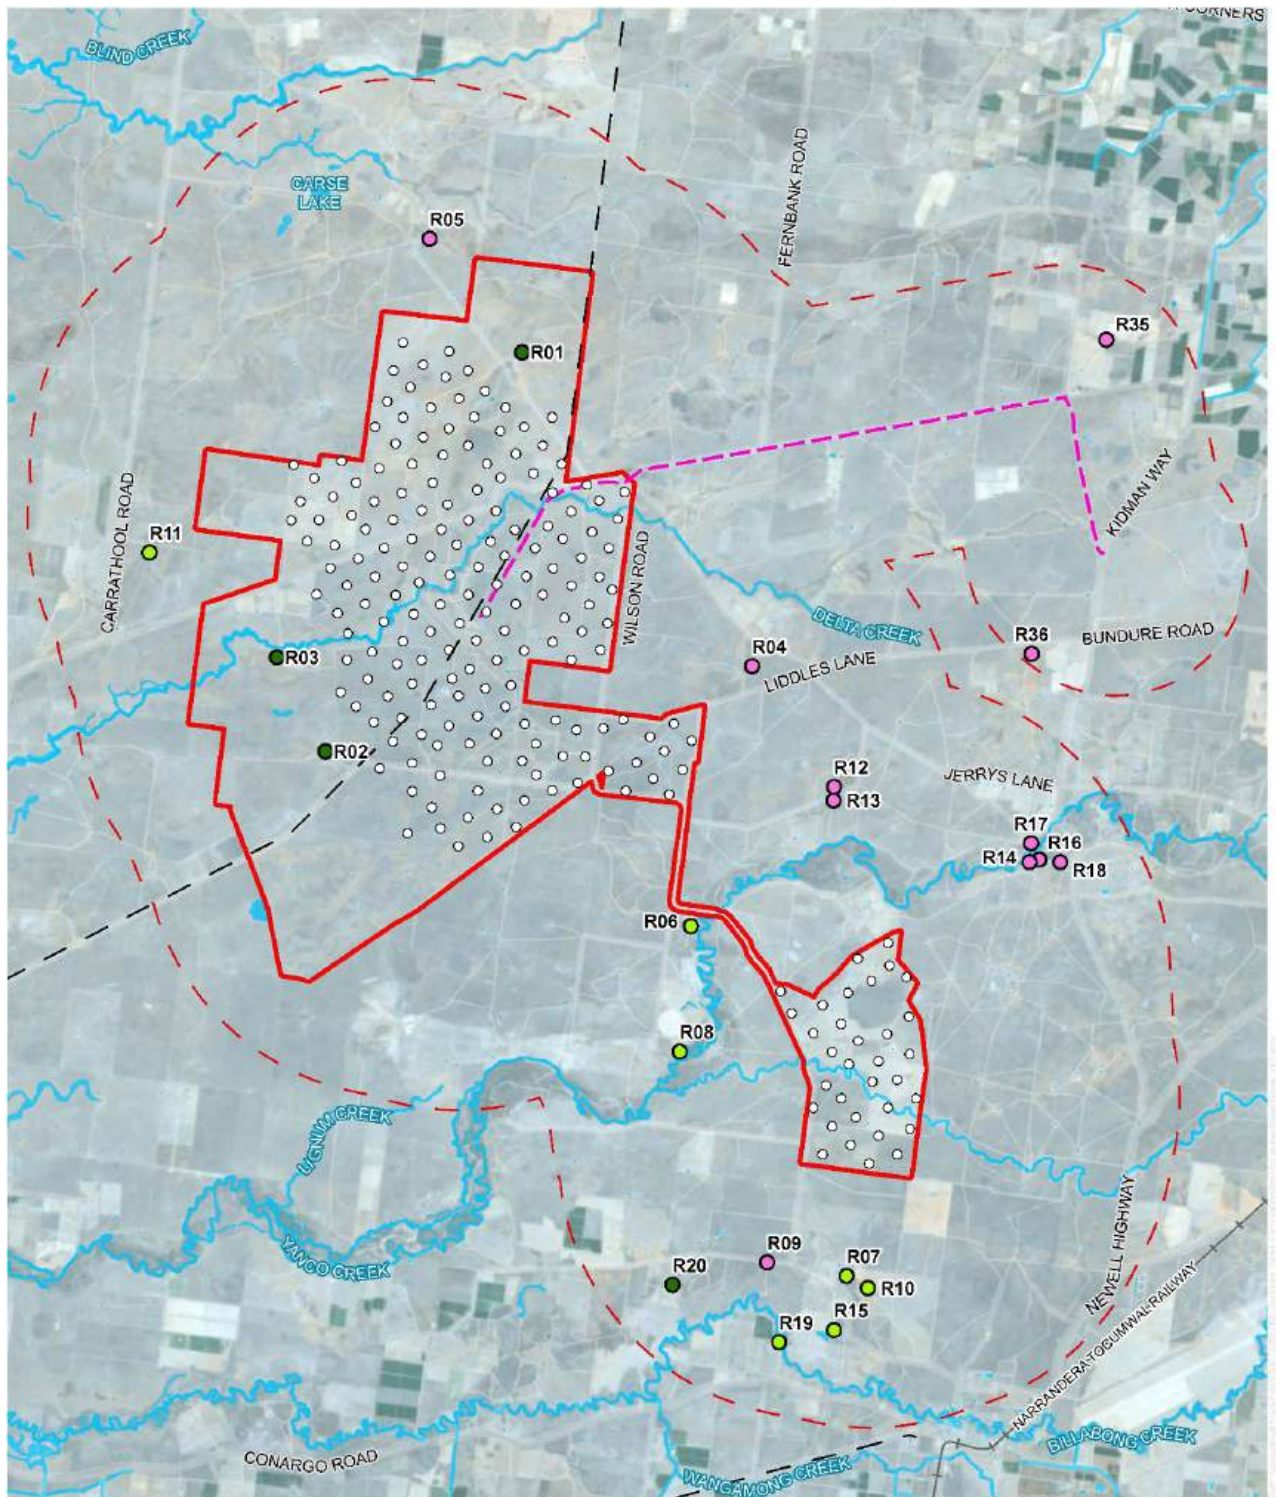 CORNERS
BLIND CREEK
CARSE
LAKE
FERNBANK ROAD
R05
R35
R01
KIDMAN WAY
CARRATHOOL ROAD
R11
WILSON ROAD
DELTA CREEK
R36
BUNDURE ROAD
R03
R04
LIDDLES LANE
R02
R12
R13
JERRYS LANE
R17
R16
R14
R18
R06
R08
LIGNUM CREEK
YANCO CREEK
NEWELL HIGHWAY
R09
R07
R20
R10
R15
R19
NARRANDERA TOCUMWAL RAILWAY
BILLABONG CREEK
CONARGO ROAD
WANGAMONG CREEK